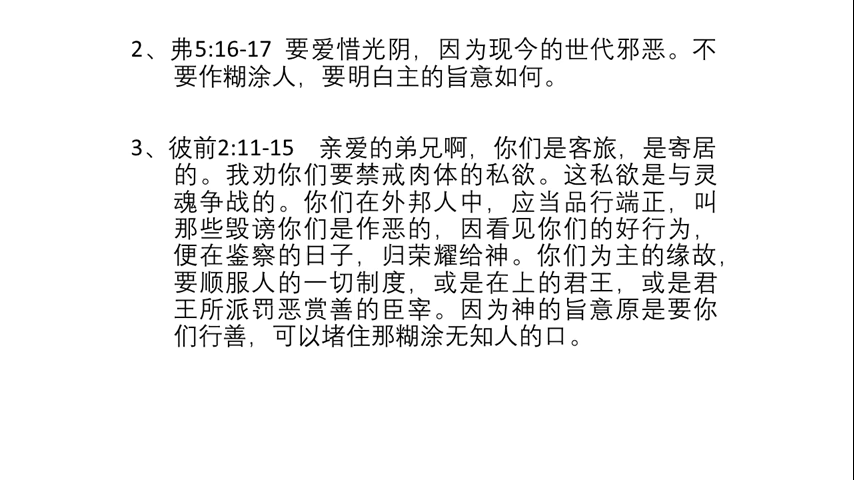 2、弗5:16-17 要爱惜光阴，因为现今的世代邪恶。不
要作糊涂人，要明白主的旨意如何。
3、彼前2:11-15 亲爱的弟兄啊，你们是客旅，是寄居
的。我劝你们要禁戒肉体的私欲。这私欲是与灵
魂争战的。你们在外邦人中，应当品行端正，叫
那些毁谤你们是作恶的，因看见你们的好行为，
便在鉴察的日子，归荣耀给神。你们为主的缘故，
要顺服人的一切制度，或是在上的君王，或是君
王所派罚恶赏善的臣宰。因为神的旨意原是要你
们行善，可以堵住那糊涂无知人的口。